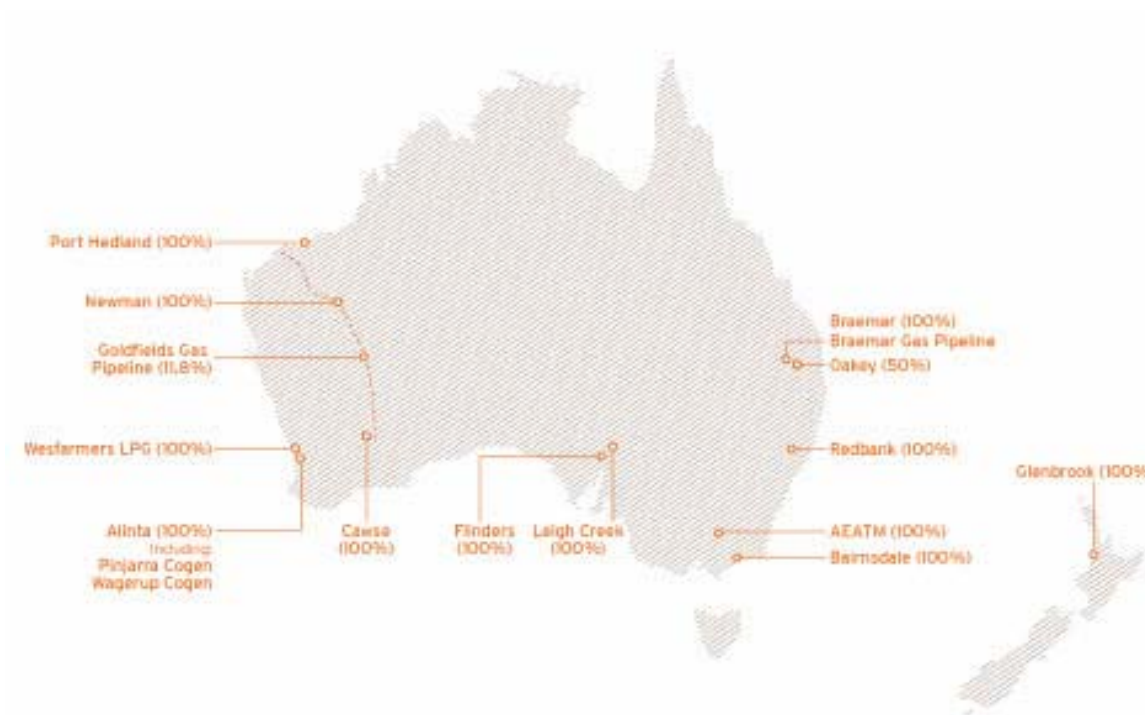 Port Hedland (100%)
Newman (100%)
Goldfields Gas
Pipeline (11.8%)
Wesfarmers LPG (100%)
Alinta (100%)
Including:
Pinjarra Cogen
Wagerup Cogen
Cawse
(100%)
Flinders
(100%)
Leigh Creek
(100%)
Braemar (100%)
Braemar Gas Pipeline
Oakey (50%)
Redbank (100%)
AEATM (100%)
Bairnsdale (100%)
Glenbrook (100%